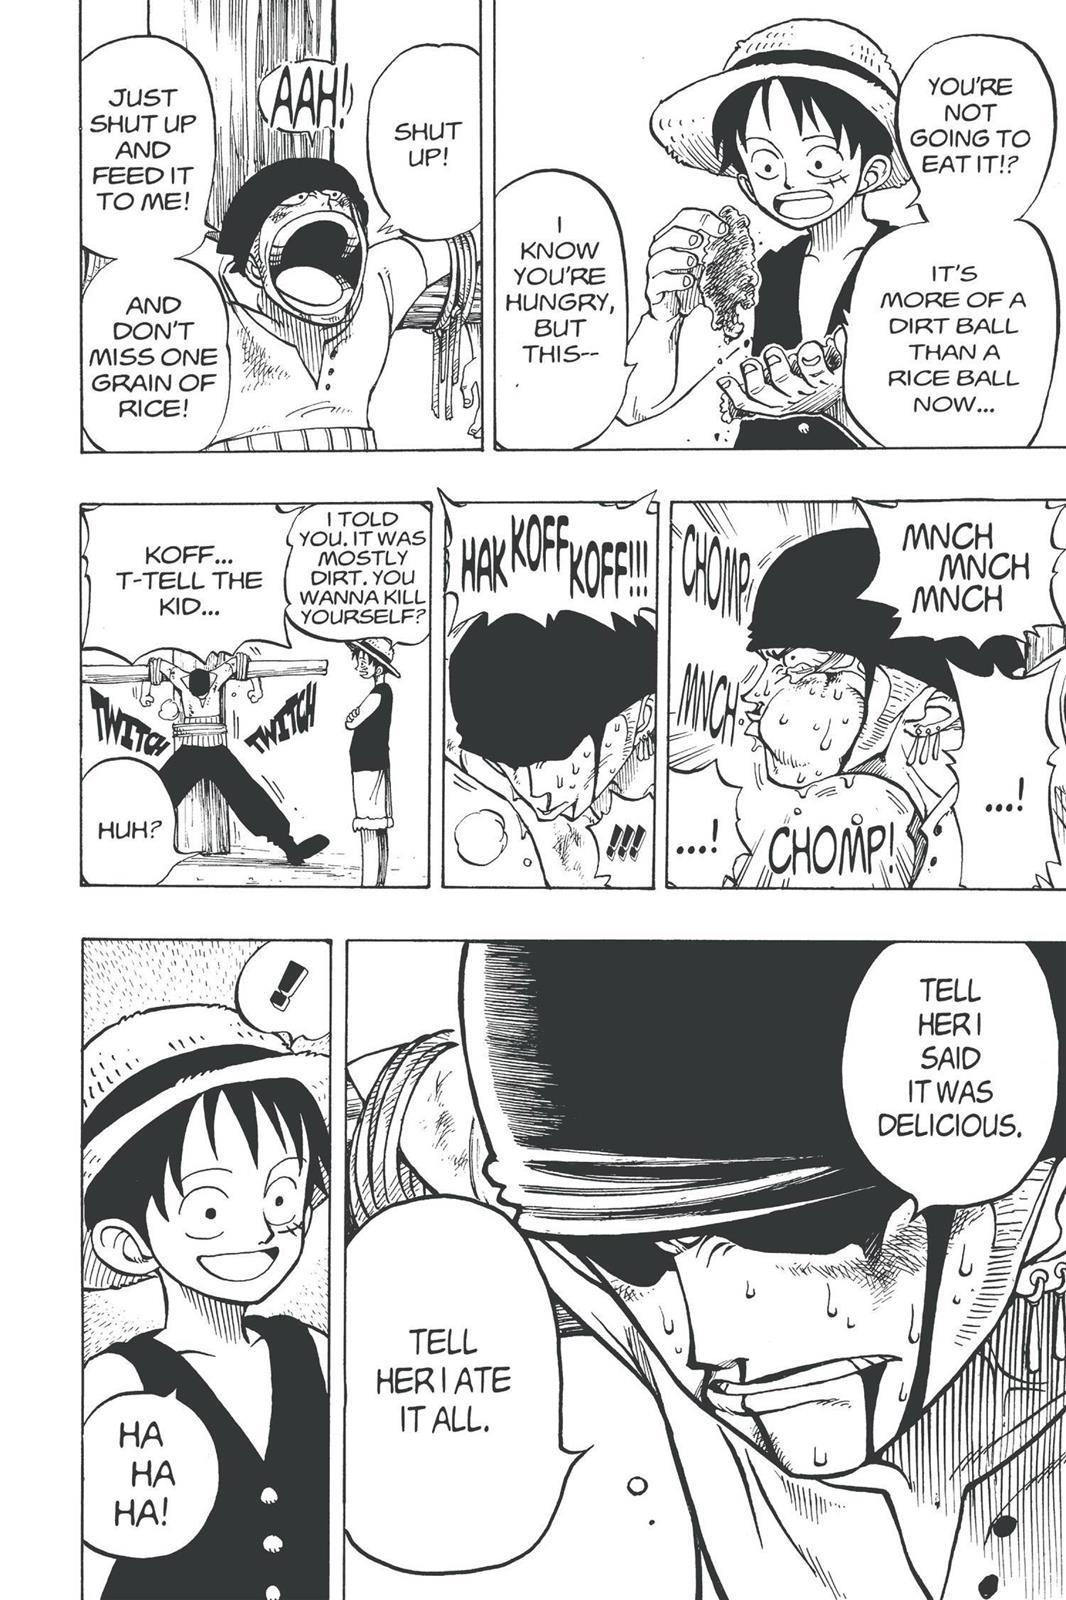 YOU'RE
NOT
GOING TO
EAT IT!?
IT'S
MORE OF A
DIRT BALL
THAN A
RICE BALL
NOW...
I
KNOW
YOU'RE
HUNGRY,
BUT
THIS--
SHUT
UP!
AAH!
JUST
SHUT UP
AND
FEED IT
TO ME!
AND
DON'T
MISS ONE
GRAIN OF
RICE!
MNCH
MNCH
MNCH
CHOMP
MNCH
...!
CHOMP!
...!
HAK KOFF KOFF!!!
!!!
I TOLD
YOU. IT WAS
MOSTLY
DIRT. YOU
WANNA KILL
YOURSELF?
KOFF...
T-TELL THE
KID...
TWITCH
TWITCH
HUH?
TELL
HER I
SAID
IT WAS
DELICIOUS.
TELL
HER I ATE
IT ALL.
!
HA
HA
HA!